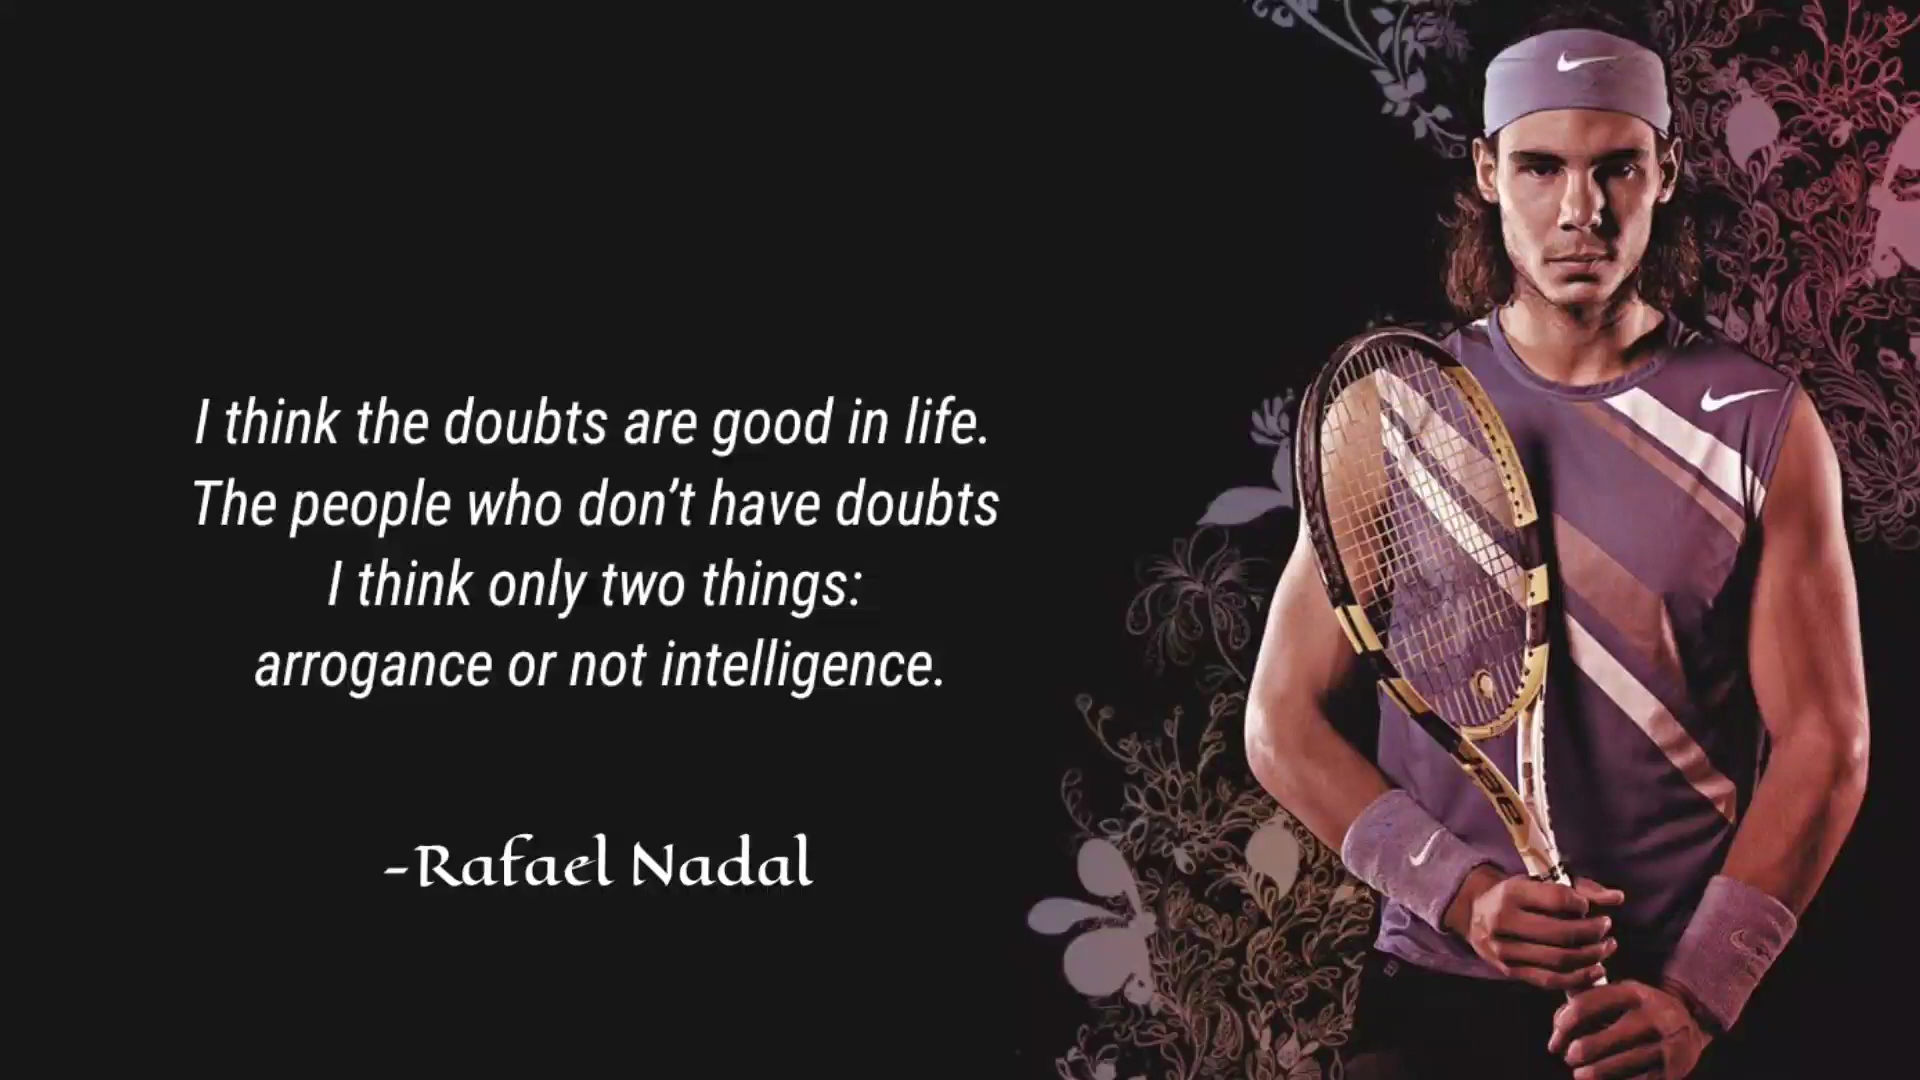 I think the doubts are good in life.
The people who don’t have doubts
I think only two things:
arrogance or not intelligence.
-Rafael Nadal